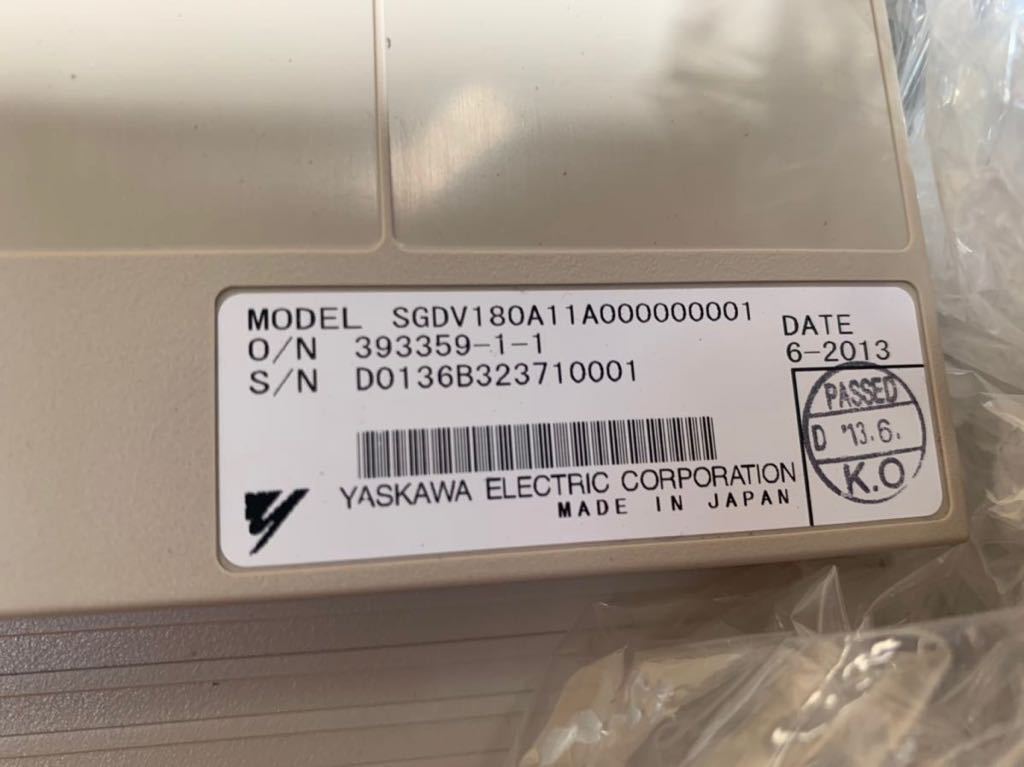 MODEL SGDV180A11A000000001
O/N 393359-1-1
S/N D0136B323710001
DATE
6-2013
PASSED
D '13.6.
K.O
YASKAWA ELECTRIC CORPORATION
MADE IN JAPAN